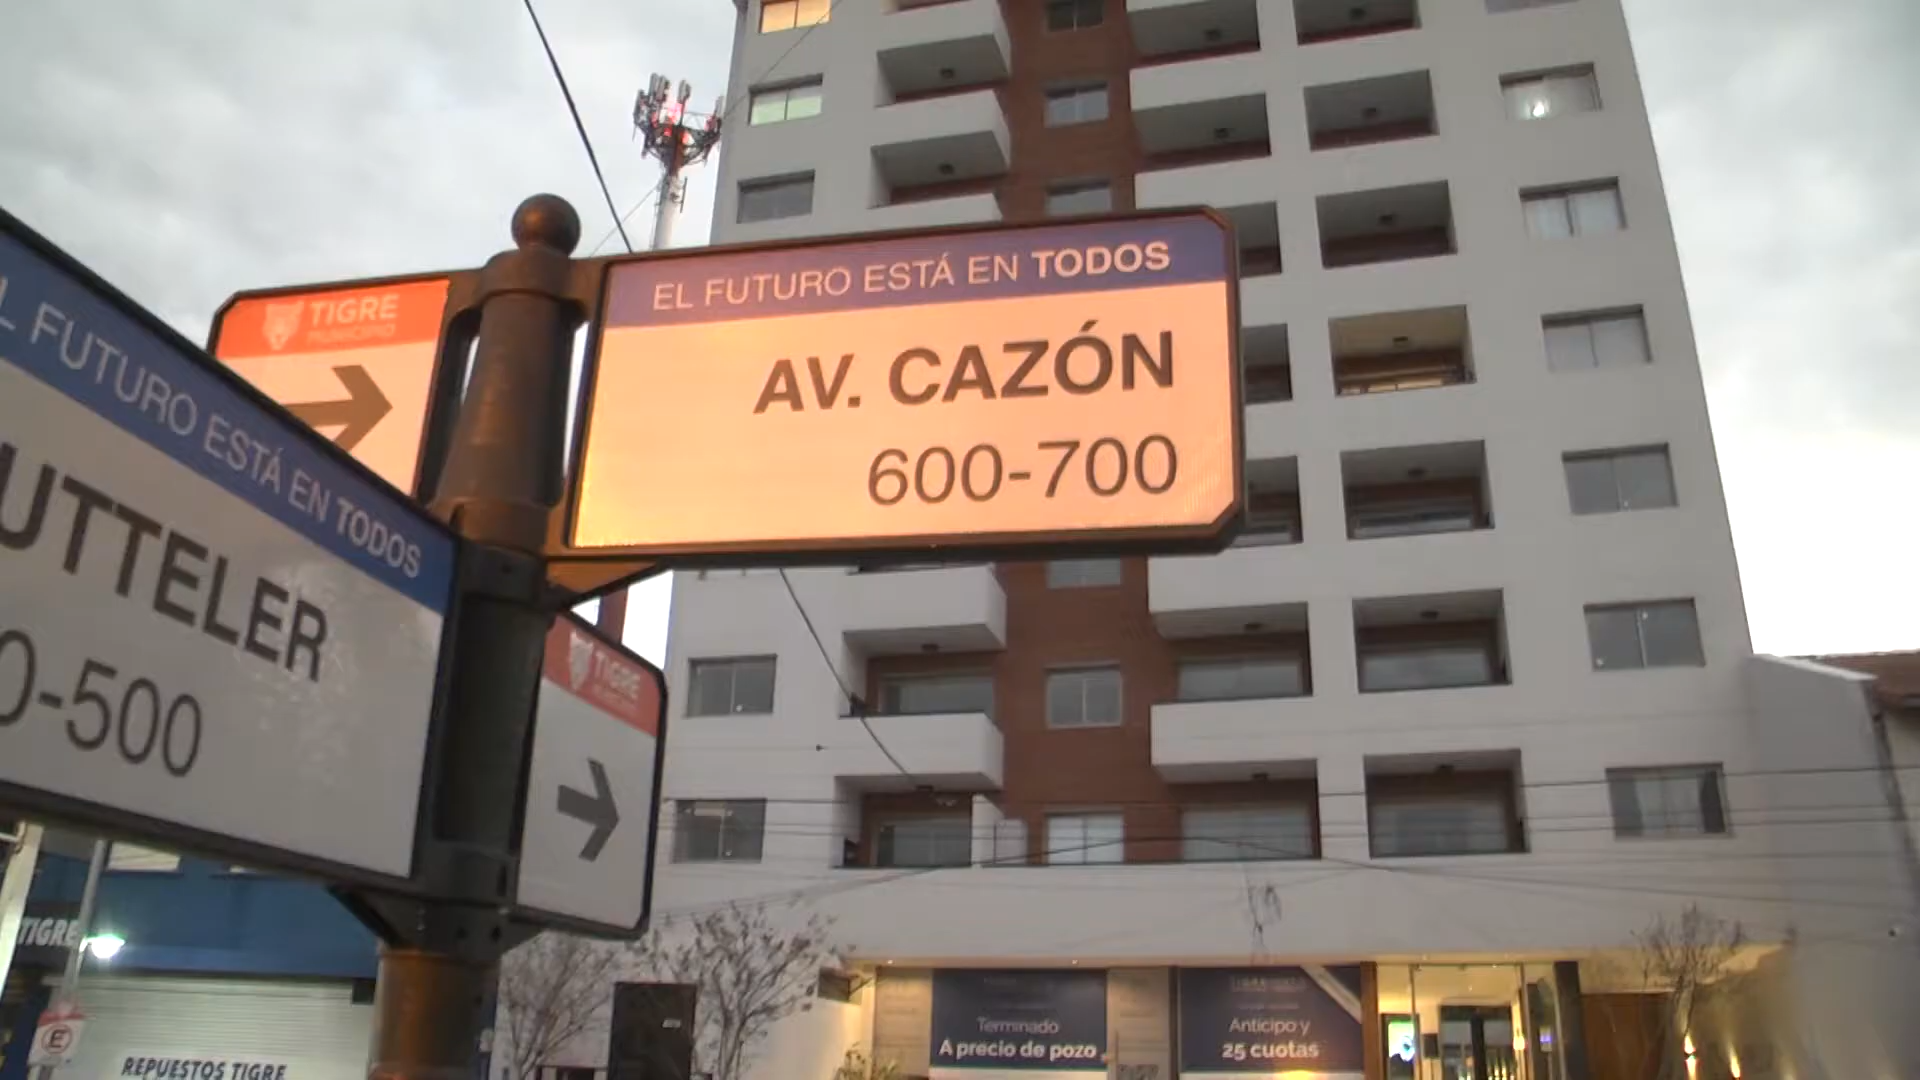 EL FUTURO ESTÁ EN TODOS
AV. CAZÓN
600-700
TIGRE
MUNICIPIO
L FUTURO ESTÁ EN TODOS
UTTELER
0-500
TIGRE
TIGRE
E
REPUESTOS TIGRE
Terminado
A precio de pozo
Anticipo y
25 cuotas